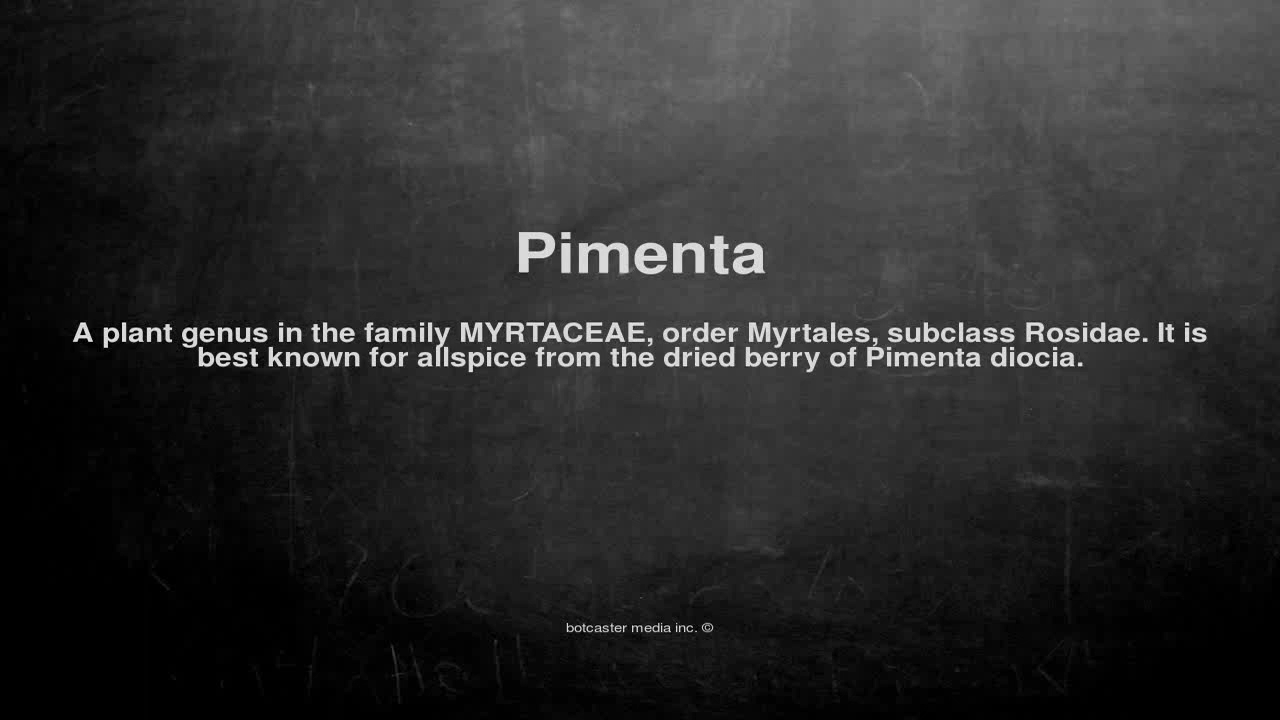 Pimenta
A plant genus in the family MYRTACEAE, order Myrtales, subclass Rosidae. It is
best known for allspice from the dried berry of Pimenta diocia.
botcaster media inc. ©